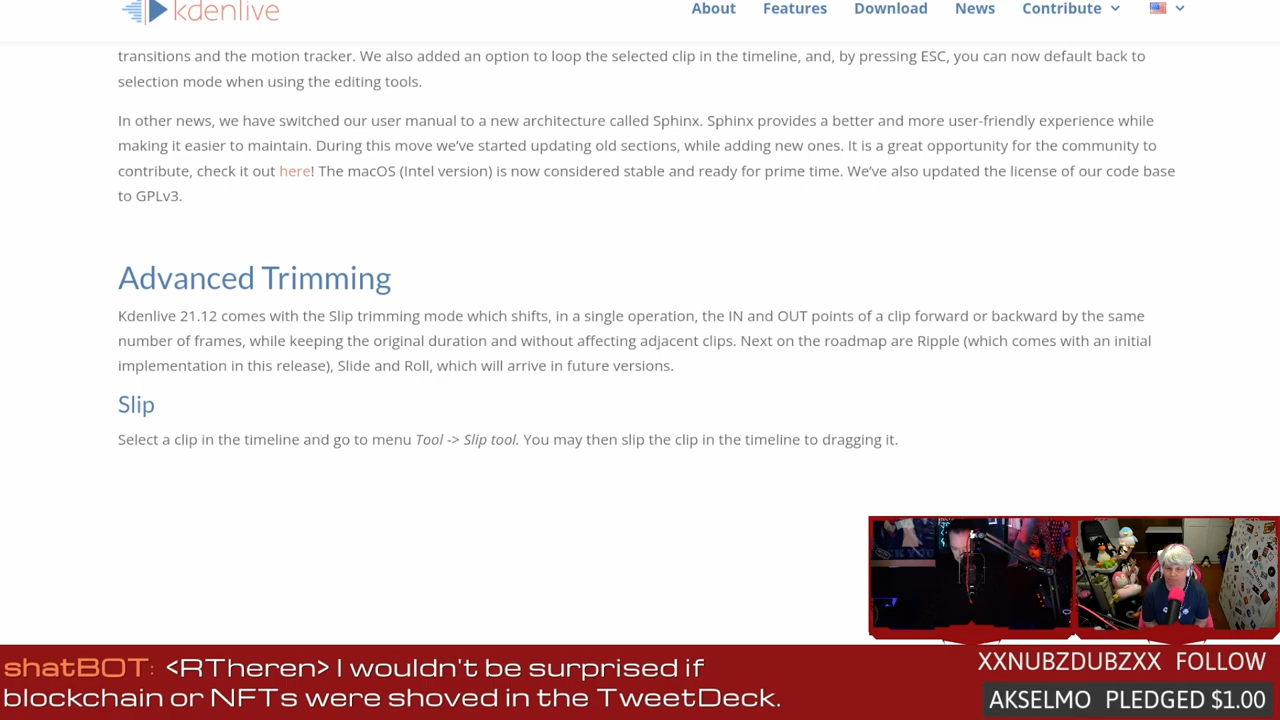 kdenlive
About Features Download News Contribute
transitions and the motion tracker. We also added an option to loop the selected clip in the timeline, and, by pressing ESC, you can now default back to
selection mode when using the editing tools.
In other news, we have switched our user manual to a new architecture called Sphinx. Sphinx provides a better and more user-friendly experience while
making it easier to maintain. During this move we’ve started updating old sections, while adding new ones. It is a great opportunity for the community to
contribute, check it out here! The macOS (Intel version) is now considered stable and ready for prime time. We’ve also updated the license of our code base
to GPLv3.
Advanced Trimming
Kdenlive 21.12 comes with the Slip trimming mode which shifts, in a single operation, the IN and OUT points of a clip forward or backward by the same
number of frames, while keeping the original duration and without affecting adjacent clips. Next on the roadmap are Ripple (which comes with an initial
implementation in this release), Slide and Roll, which will arrive in future versions.
Slip
Select a clip in the timeline and go to menu Tool -> Slip tool. You may then slip the clip in the timeline to dragging it.
shatBOT: <RTheren> I wouldn't be surprised if
blockchain or NFTs were shoved in the TweetDeck.
XXNUBZDUBZXX FOLLOW
AKSELMO PLEDGED $1.00